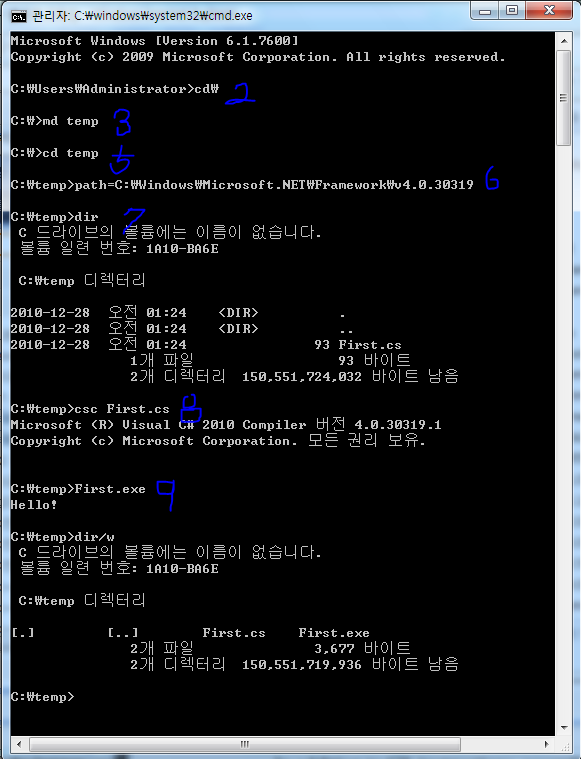 관리자: C:₩windows₩system32₩cmd.exe
Microsoft Windows [Version 6.1.7600]
Copyright (c) 2009 Microsoft Corporation. All rights reserved.
C:₩Users₩Administrator>cd₩ 2
C:₩>md temp 3
C:₩>cd temp 5
C:₩temp>path=C:₩Windows₩Microsoft.NET₩Framework₩v4.0.30319 6
C:₩temp>dir 7
C 드라이브의 볼륨에는 이름이 없습니다.
볼륨 일련 번호: 1A10-BA6E
C:₩temp 디렉터리
2010-12-28 오전 01:24 <DIR> .
2010-12-28 오전 01:24 <DIR> ..
2010-12-28 오전 01:24 93 First.cs
1개 파일 93 바이트
2개 디렉터리 150,551,724,032 바이트 남음
C:₩temp>csc First.cs 8
Microsoft (R) Visual C# 2010 Compiler 버전 4.0.30319.1
Copyright (c) Microsoft Corporation. 모든 권리 보유.
C:₩temp>First.exe 9
Hello!
C:₩temp>dir/w
C 드라이브의 볼륨에는 이름이 없습니다.
볼륨 일련 번호: 1A10-BA6E
C:₩temp 디렉터리
[.] [..] First.cs First.exe
2개 파일 3,677 바이트
2개 디렉터리 150,551,719,936 바이트 남음
C:₩temp>